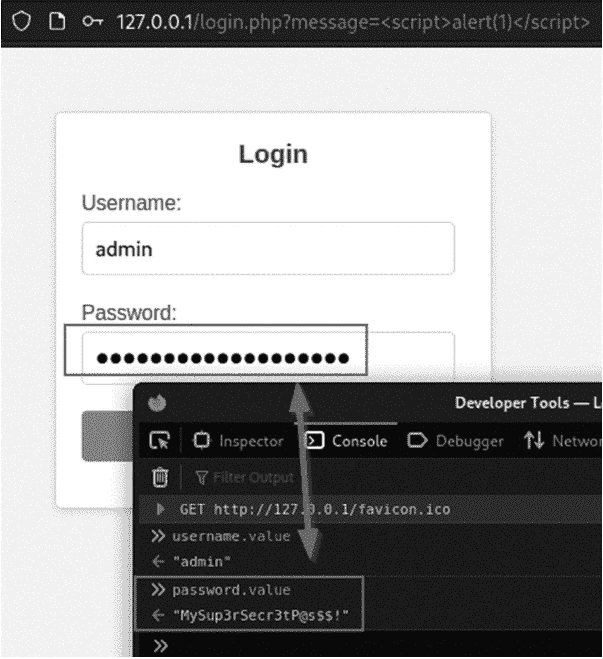 127.0.0.1/login.php?message=<script>alert(1)</script>
Login
Username:
admin
Password:
●●●●●●●●●●●●●●●●●●●
Developer Tools — L
Inspector Console Debugger Networ
Filter Output
GET http://127.0.0.1/favicon.ico
username.value
"admin"
password.value
"MySup3rSecr3tP@s$$!"